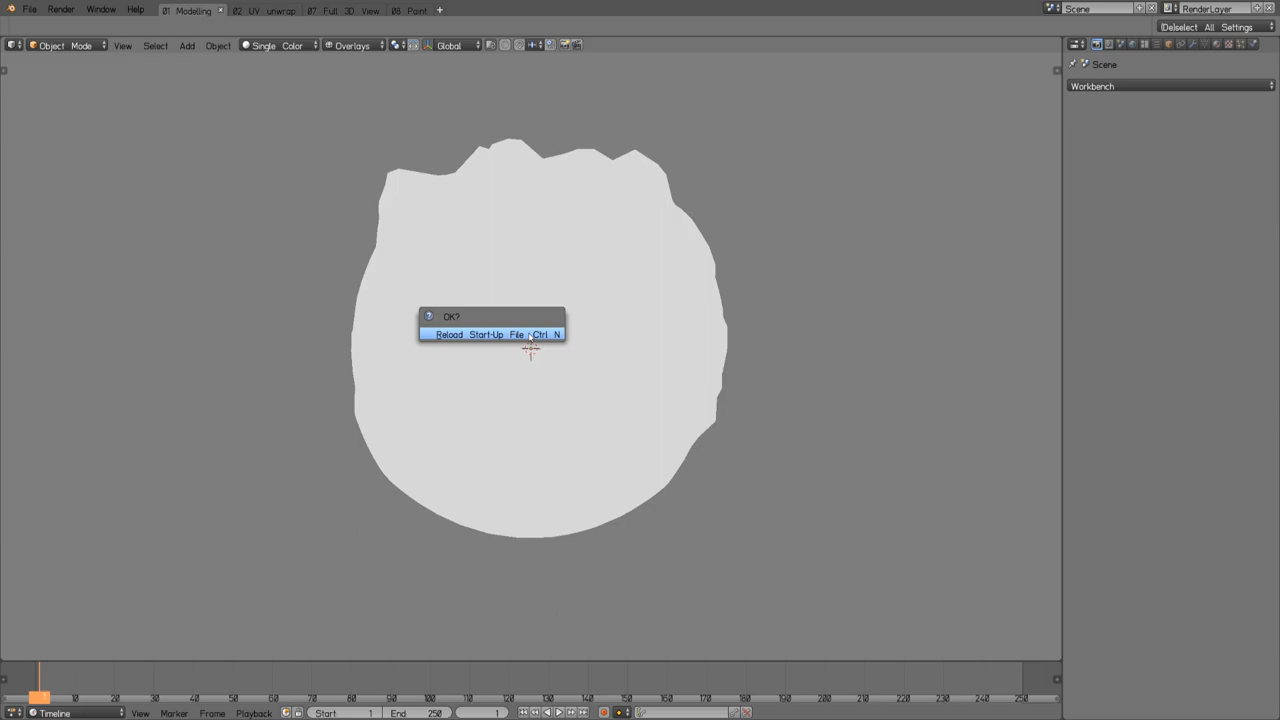 File Render Window Help 01 Modelling 02 UV unwrap 07 Full 3D View 08 Paint Scene RenderLayer
(De)select All Settings
Object Mode View Select Add Object Single Color Overlays Global
Scene
Workbench
OK?
Reload Start-Up File Ctrl N
1
10 20 30 40 50 60 70 80 90 100 110 120 130 140 150 160 170 180 190 200 210 220 230 240 250
Timeline View Marker Frame Playback Start 1 End 250 1